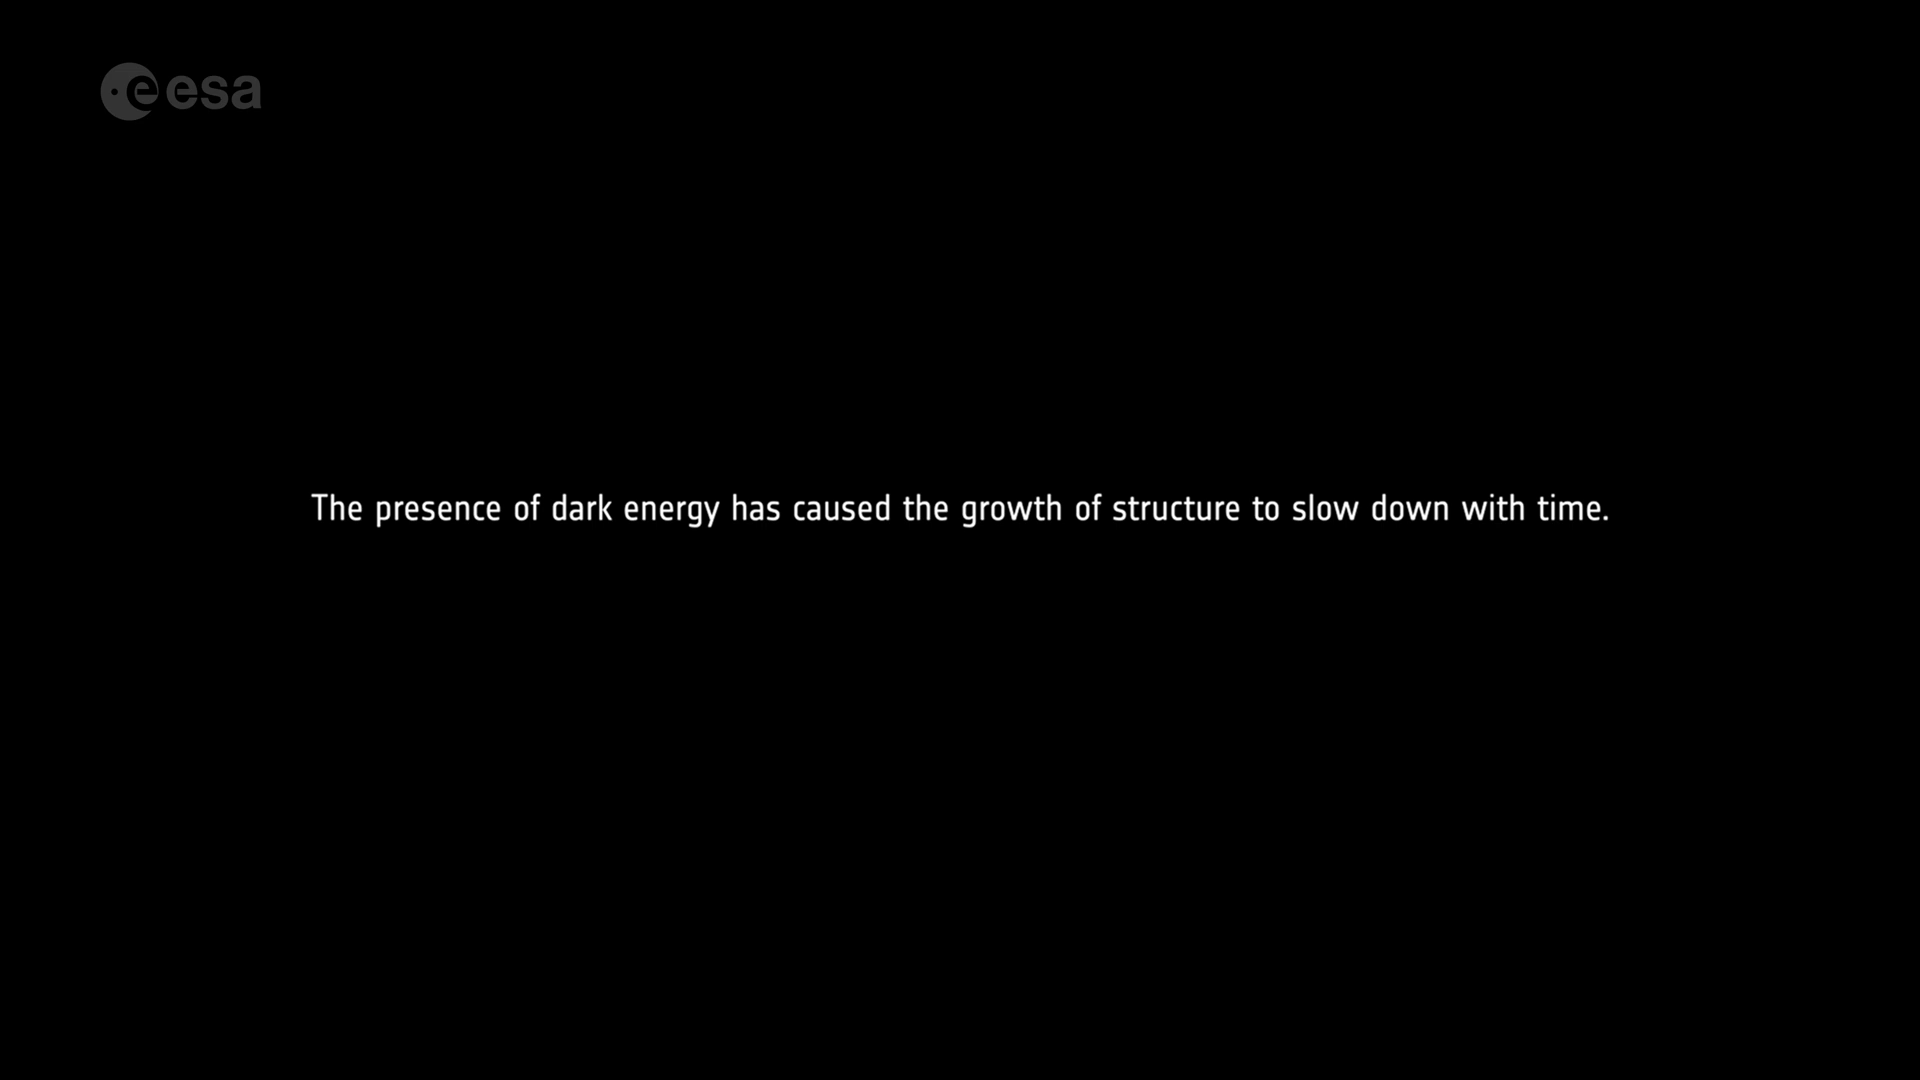 esa
The presence of dark energy has caused the growth of structure to slow down with time.